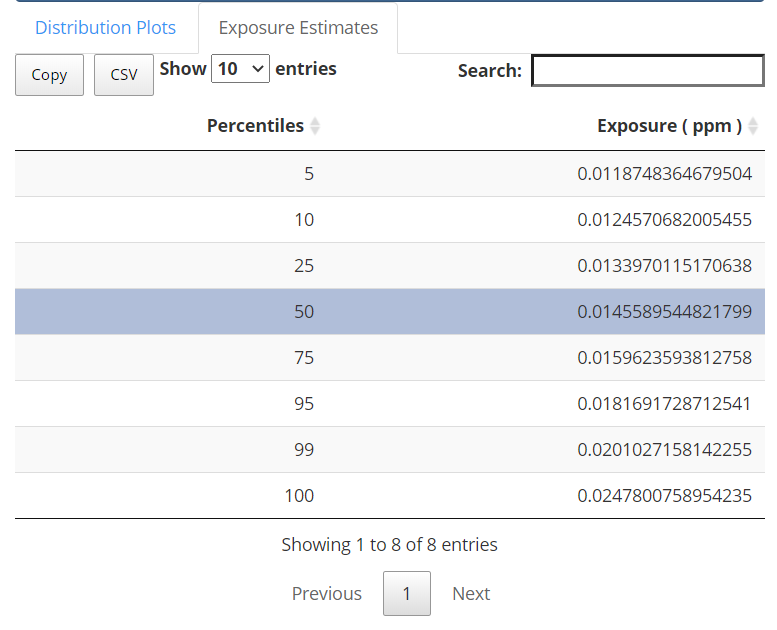 Distribution Plots Exposure Estimates
Copy CSV Show 10 entries Search:
Percentiles Exposure ( ppm )
5 0.0118748364679504
10 0.0124570682005455
25 0.0133970115170638
50 0.0145589544821799
75 0.0159623593812758
95 0.0181691728712541
99 0.0201027158142255
100 0.0247800758954235
Showing 1 to 8 of 8 entries
Previous 1 Next